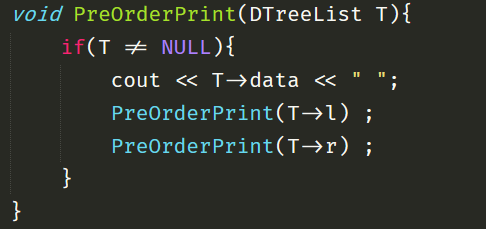 void PreOrderPrint(DTreeList T){
    if(T != NULL){
        cout << T->data << " ";
        PreOrderPrint(T->l) ;
        PreOrderPrint(T->r) ;
    }
}